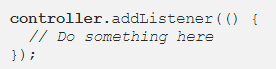 controller.addListener(() {
  // Do something here
});